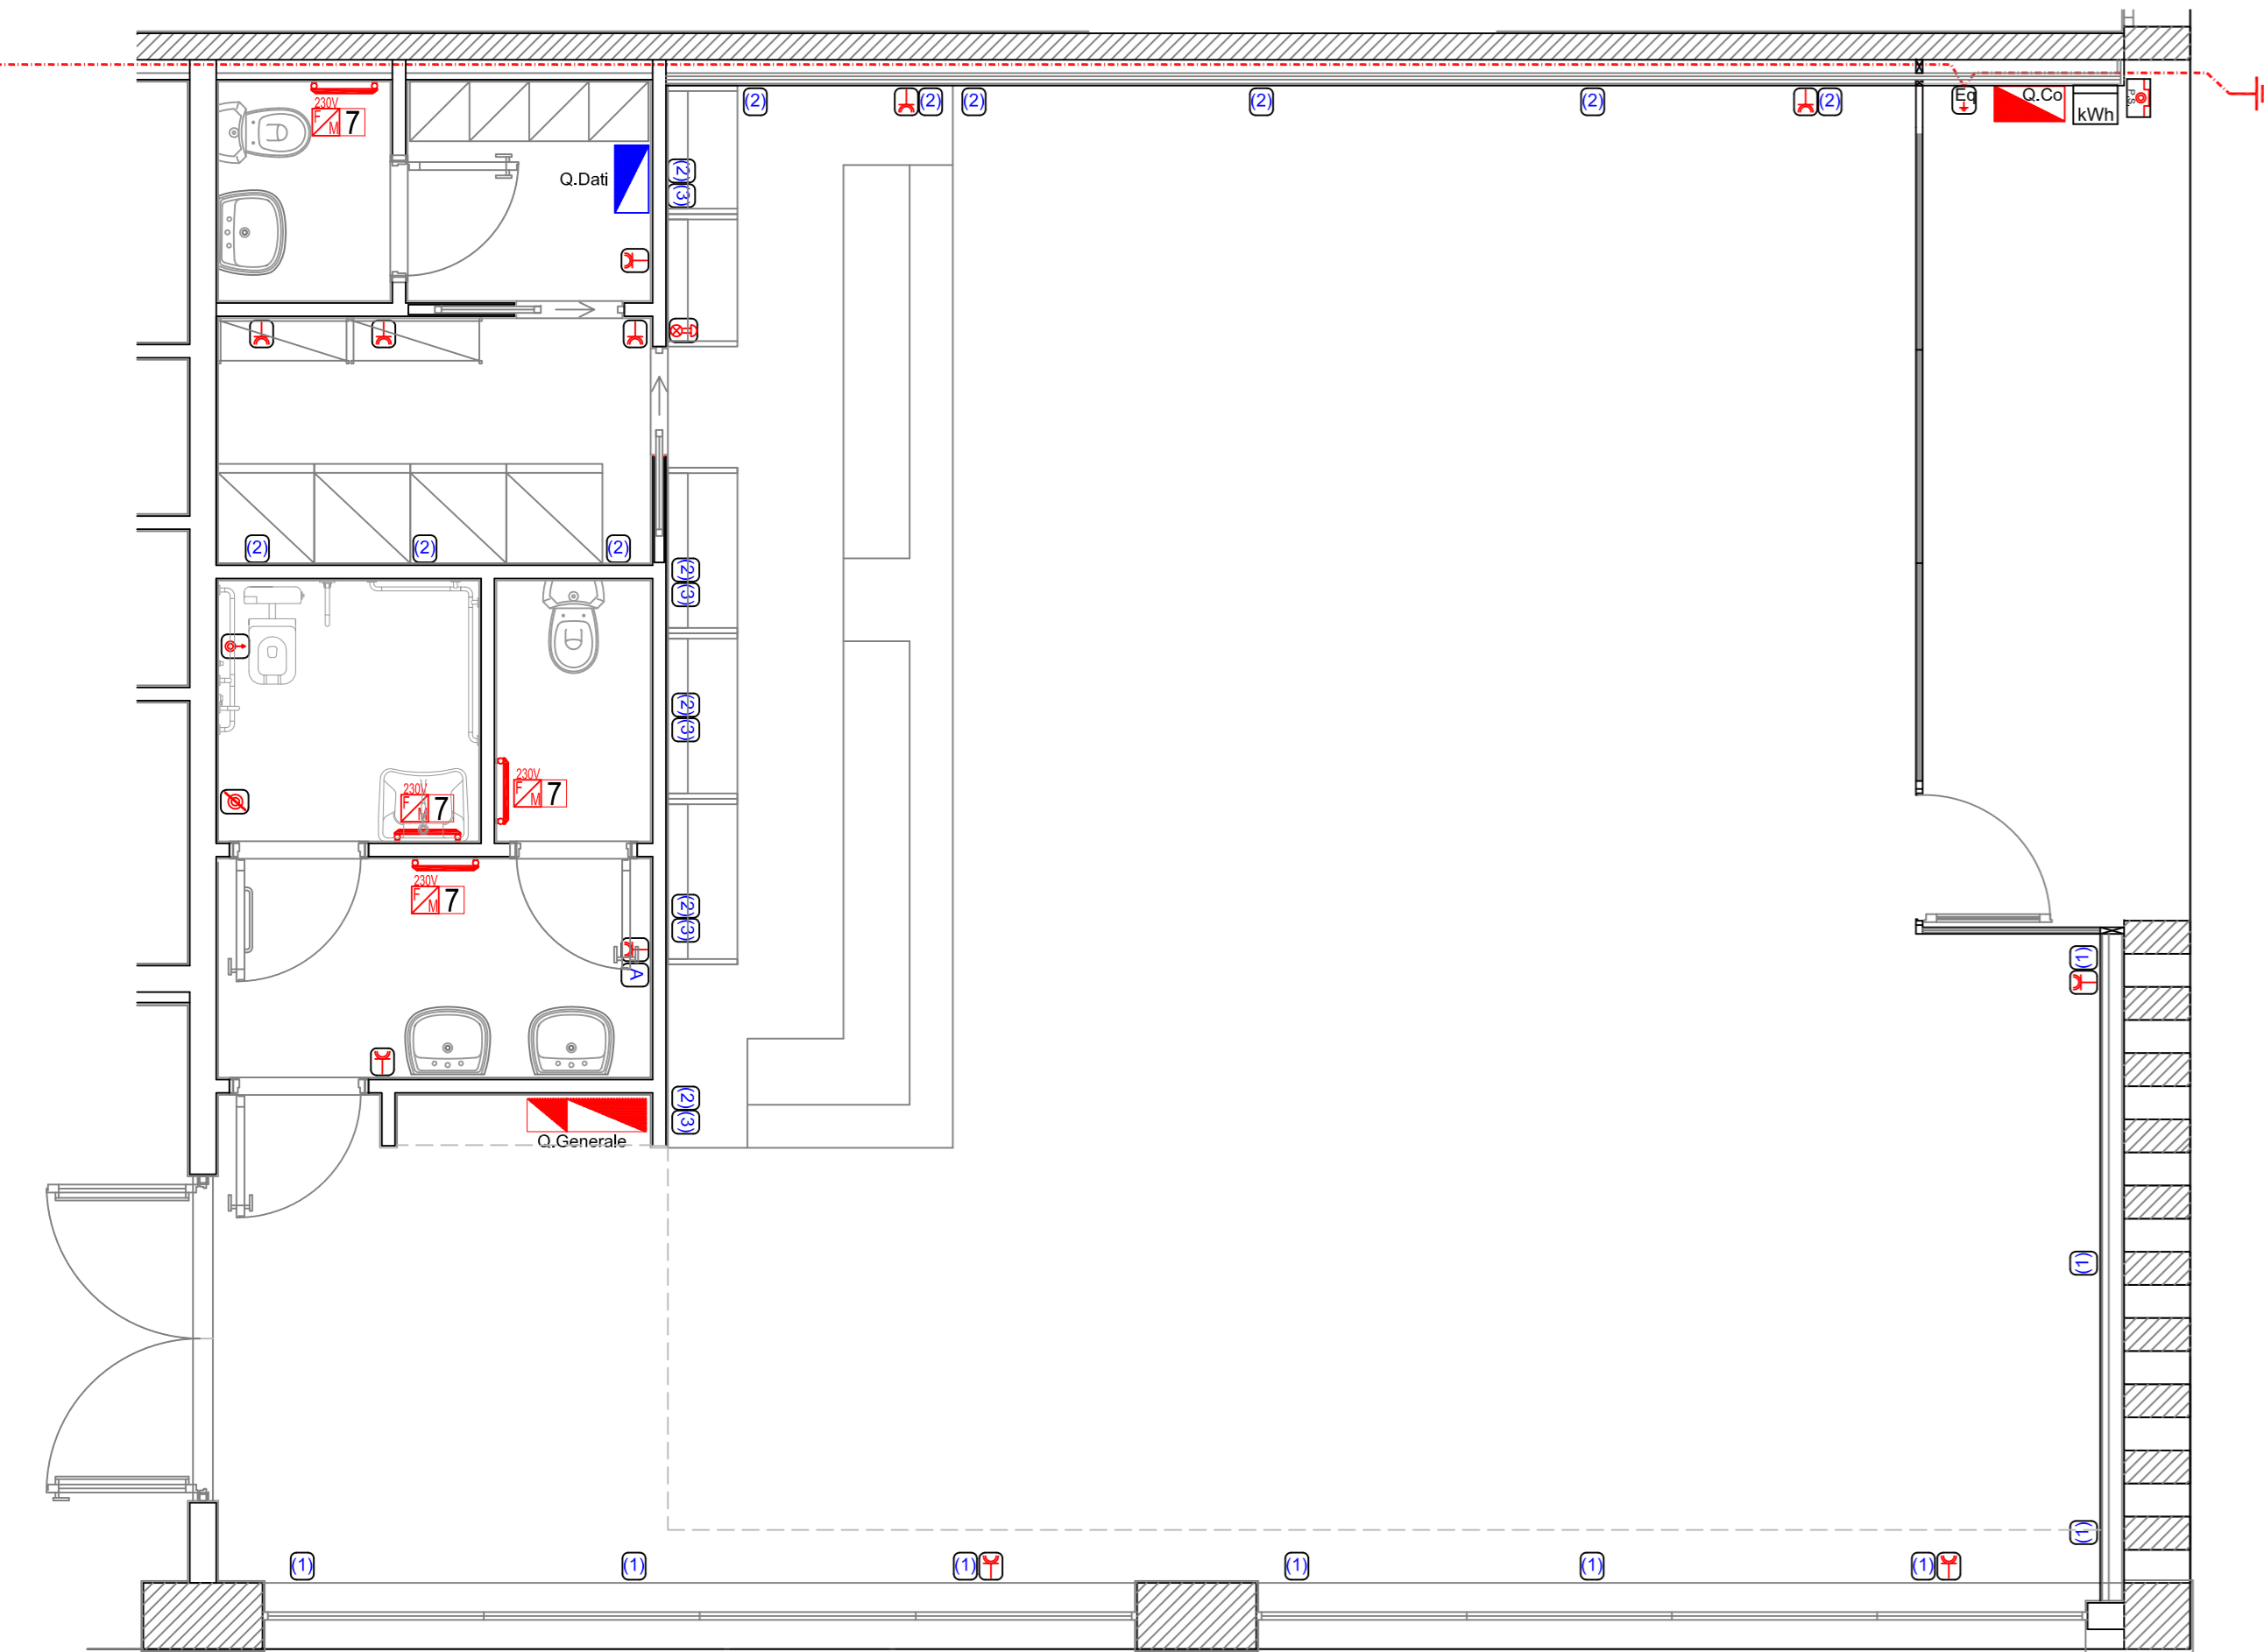 230V
F M 7
(2)
(2)
(2)
(2)
(2)
(2)
Eq
Q.Co
kWh
P.S.
Q.Dati
(2)
(3)
(2)
(2)
(2)
(2)
(3)
(2)
(3)
230V
F M 7
230V
F M 7
230V
F M 7
(2)
(3)
A
(1)
(2)
(3)
Q.Generale
(1)
(1)
(1)
(1)
(1)
(1)
(1)
(1)